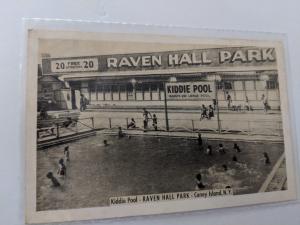 20 FREE ATTRACTIONS 20
RAVEN HALL PARK
KIDDIE POOL
Kiddie Pool - RAVEN HALL PARK - Coney Island, N. Y.